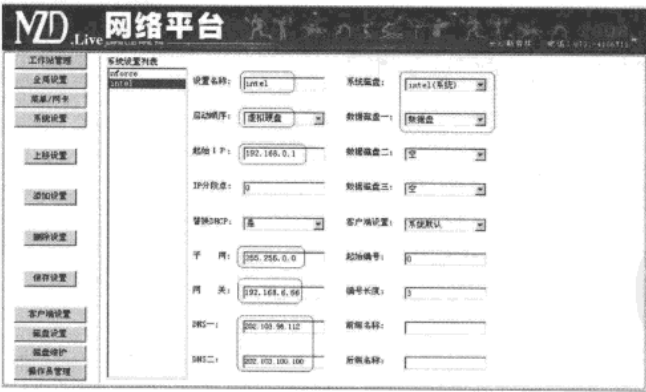 MZD.Live 网络平台
工作站管理
全局设置
菜单/网卡
系统设置
上移设置
添加设置
删除设置
保存设置
客户端设置
磁盘设置
磁盘维护
操作员管理
系统设置列表
nforce
intel
设置名称: intel 系统磁盘: intel(系统)
启动顺序: 虚拟硬盘 数据磁盘一: 数据盘
起始IP: 192.168.0.1 数据磁盘二: 空
IP分段点: 0 数据磁盘三: 空
替换DHCP: 是 客户端设置: 系统默认
子 网: 255.255.0.0 起始编号: 0
网 关: 192.168.6.66 编号长度: 3
DNS一: 202.103.96.112 前缀名称:
DNS二: 202.103.100.100 后缀名称: